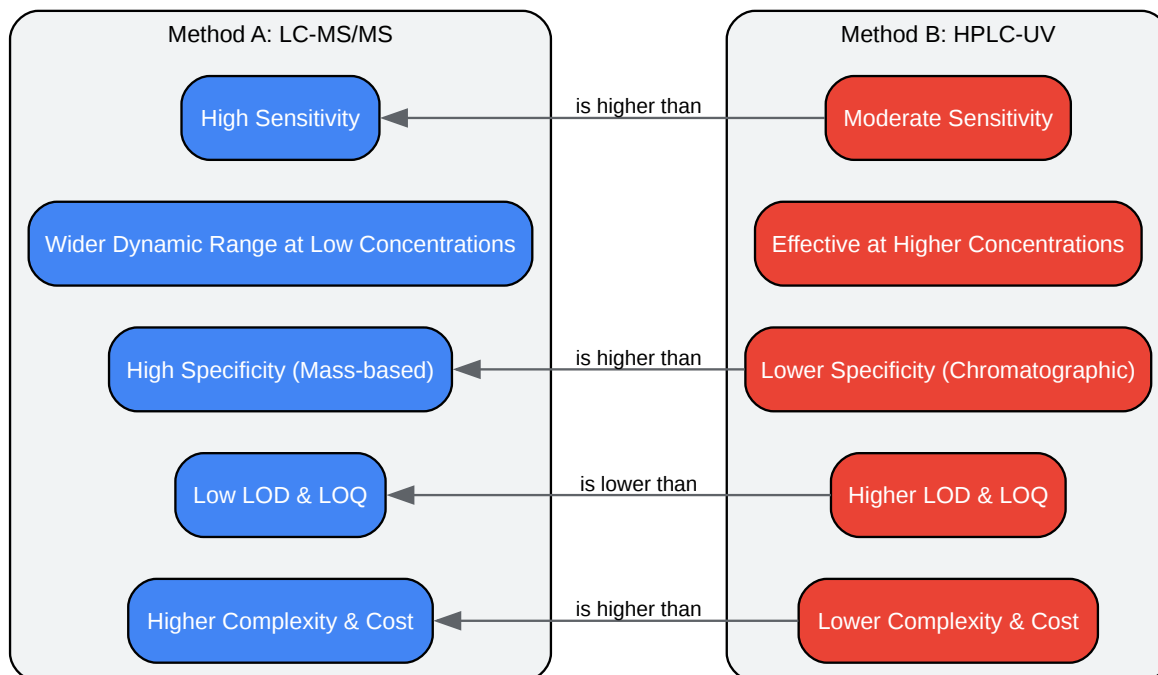 Method A: LC-MS/MS
Method B: HPLC-UV
High Sensitivity
is higher than
Moderate Sensitivity
Wider Dynamic Range at Low Concentrations
Effective at Higher Concentrations
High Specificity (Mass-based)
is higher than
Lower Specificity (Chromatographic)
Low LOD & LOQ
is lower than
Higher LOD & LOQ
Higher Complexity & Cost
is higher than
Lower Complexity & Cost